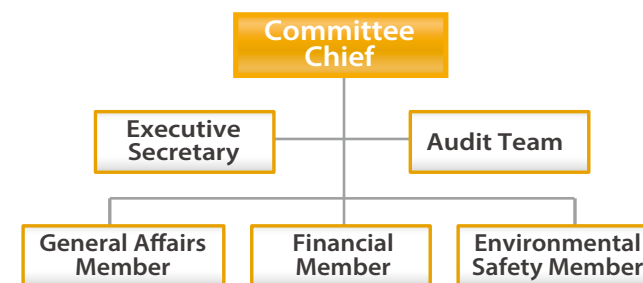 Committee
Chief
Executive
Secretary
Audit Team
General Affairs
Member
Financial
Member
Environmental
Safety Member